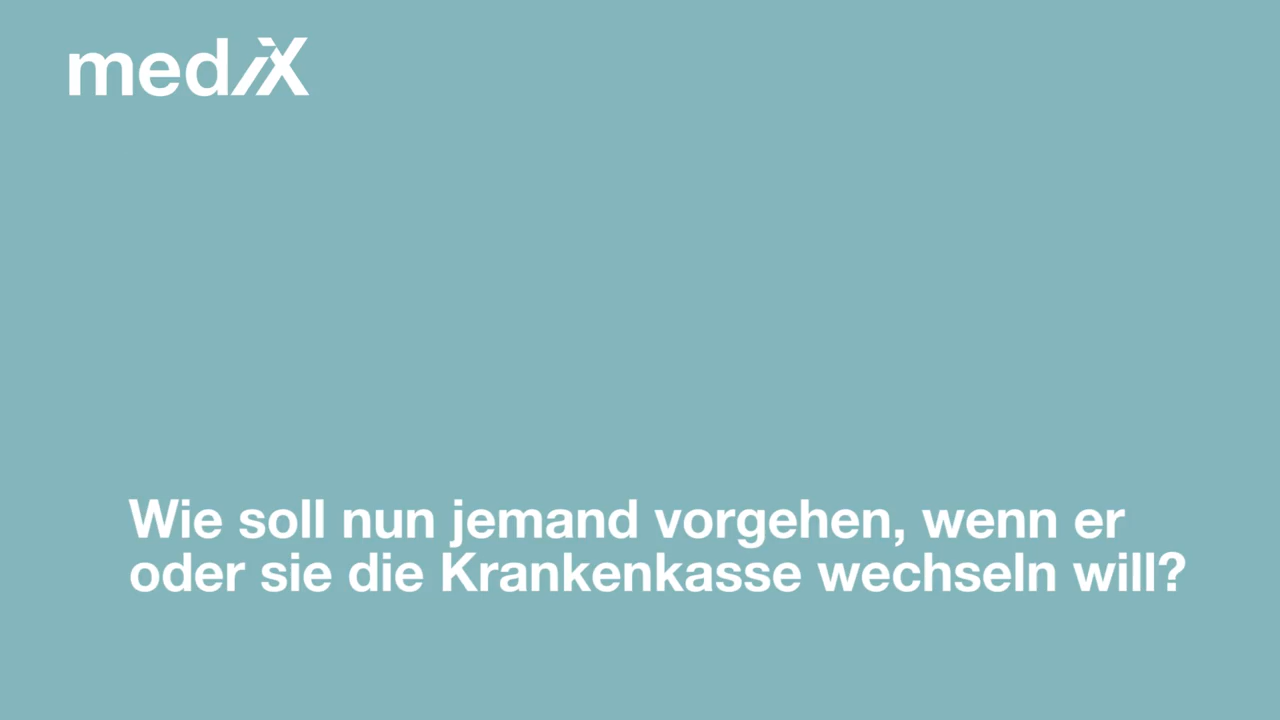 mediX
Wie soll nun jemand vorgehen, wenn er
oder sie die Krankenkasse wechseln will?